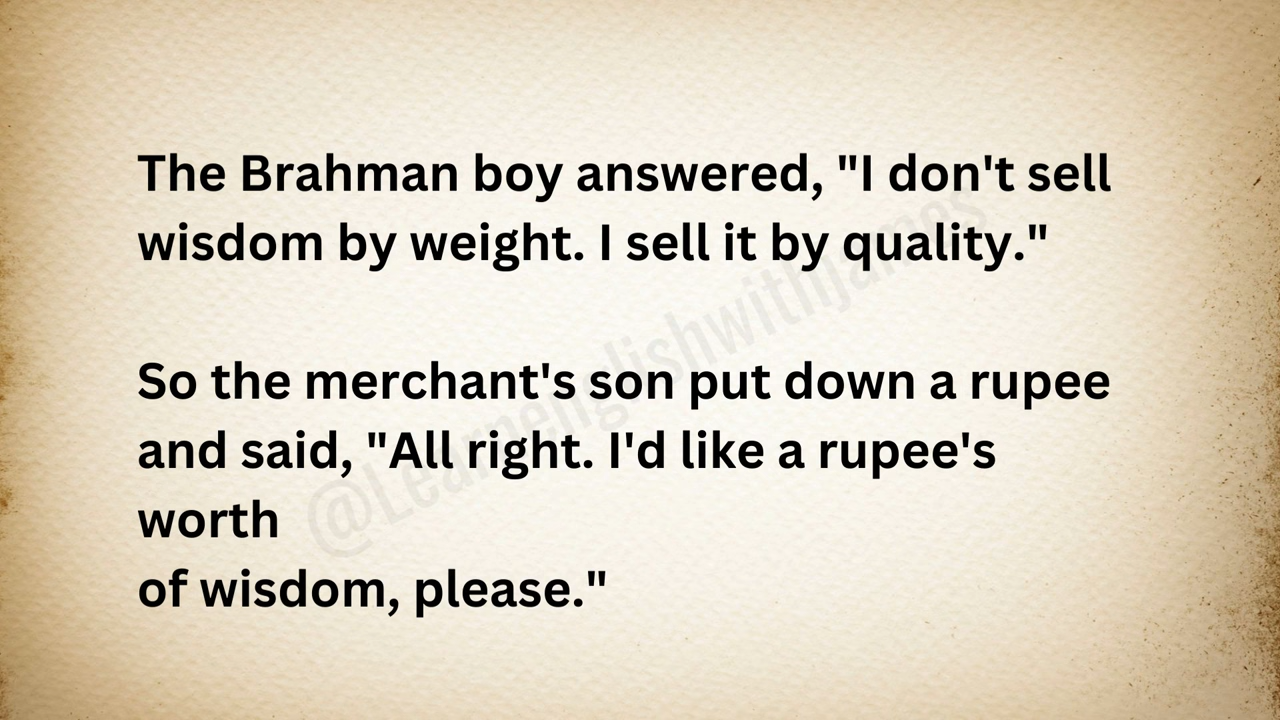 The Brahman boy answered, "I don't sell
wisdom by weight. I sell it by quality."
So the merchant's son put down a rupee
and said, "All right. I'd like a rupee's
worth
of wisdom, please."
@Learnenglishwithjames